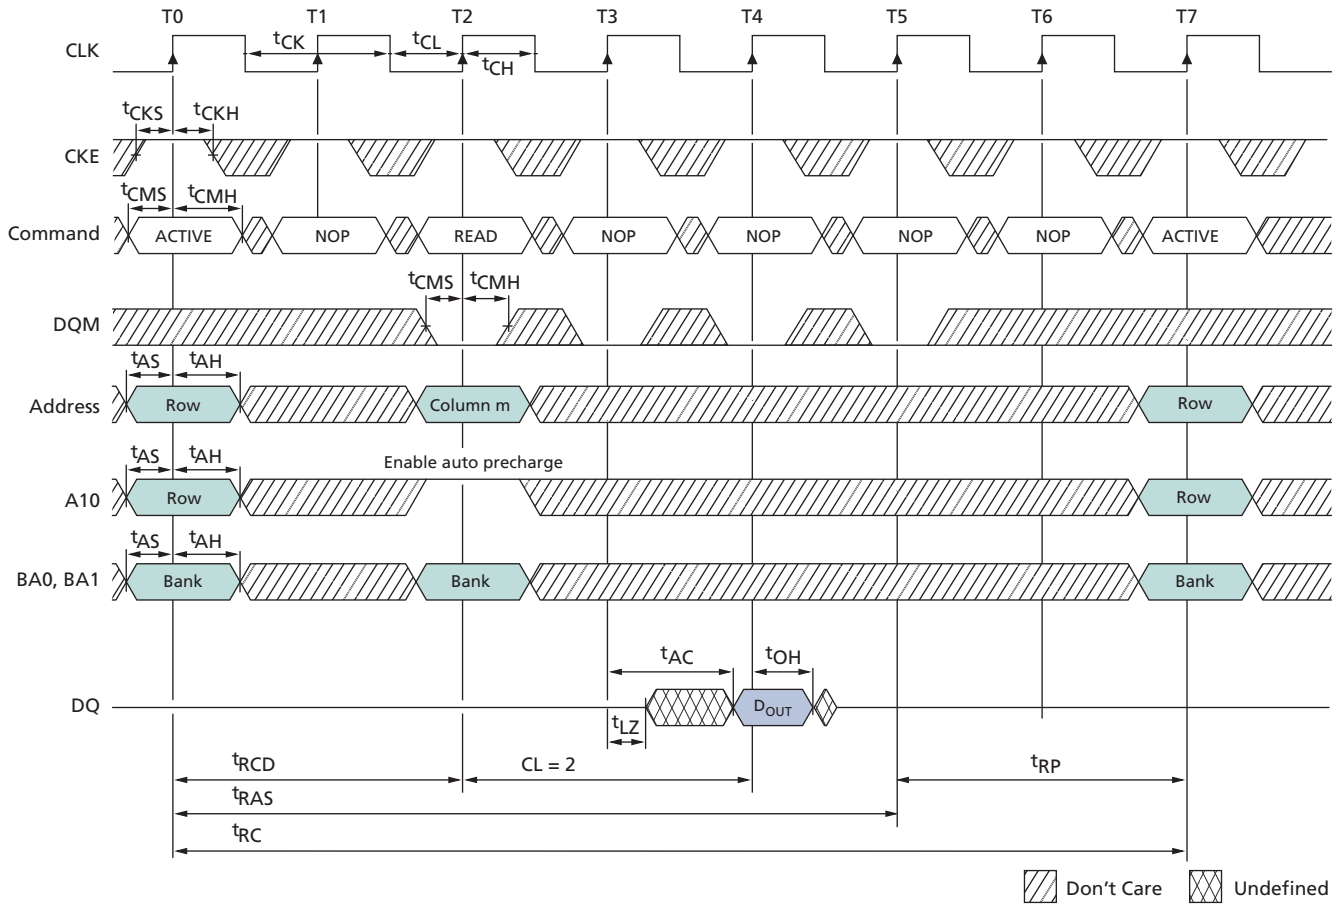 T0 T1 T2 T3 T4 T5 T6 T7
CLK tCK tCL tCH
tCKS tCKH
CKE
tCMS tCMH
Command ACTIVE NOP READ NOP NOP NOP NOP ACTIVE
tCMS tCMH
DQM
tAS tAH
Address Row Column m Row
tAS tAH Enable auto precharge
A10 Row Row
tAS tAH
BA0, BA1 Bank Bank Bank
tAC tOH
DQ DOUT
tLZ
tRCD CL = 2 tRP
tRAS
tRC
Don't Care Undefined